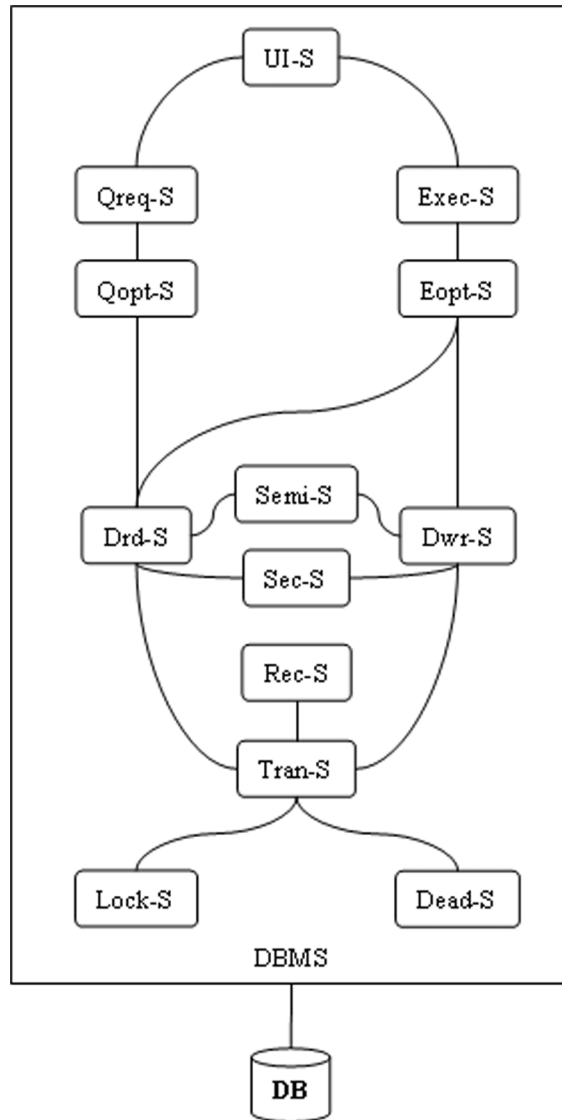 UI-S
Qreq-S
Exec-S
Qopt-S
Eopt-S
Semi-S
Drd-S
Dwr-S
Sec-S
Rec-S
Tran-S
Lock-S
Dead-S
DBMS
DB